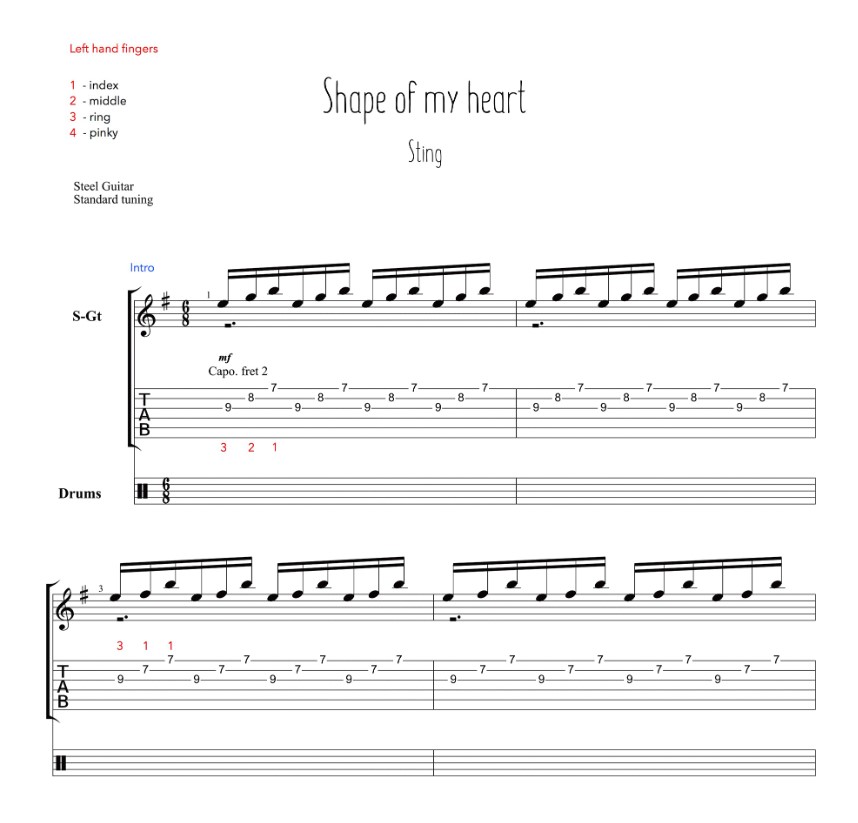 Left hand fingers
1 - index
2 - middle
3 - ring
4 - pinky
Shape of my heart
Sting
Steel Guitar
Standard tuning
Intro
S-Gt
1
6
8
mf
Capo. fret 2
T
A
B
9 8 7 9 8 7 9 8 7 9 8 7 9 8 7 9 8 7 9 8 7 9 8 7
3 2 1
Drums
6
8
3
3 1 1
T
A
B
9 7 7 9 7 7 9 7 7 9 7 7 9 7 7 9 7 7 9 7 7 9 7 7